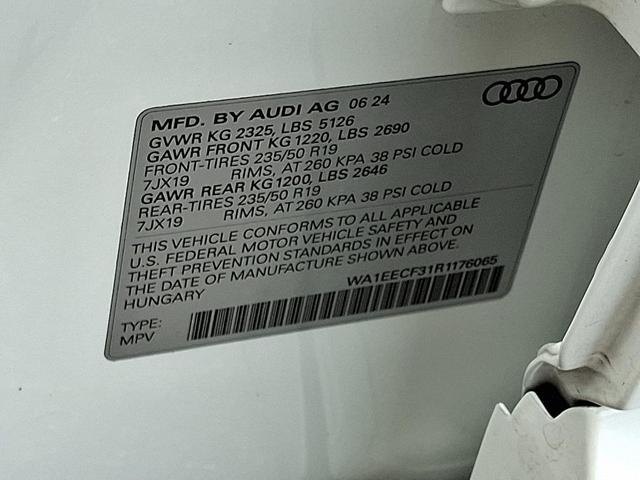 MFD. BY AUDI AG 06 24
GVWR KG 2325, LBS 5126
GAWR FRONT KG 1220, LBS 2690
FRONT-TIRES 235/50 R19
7JX19 RIMS, AT 260 KPA 38 PSI COLD
GAWR REAR KG 1200, LBS 2646
REAR-TIRES 235/50 R19
7JX19 RIMS, AT 260 KPA 38 PSI COLD
THIS VEHICLE CONFORMS TO ALL APPLICABLE
U.S. FEDERAL MOTOR VEHICLE SAFETY AND
THEFT PREVENTION STANDARDS IN EFFECT ON
THE DATE OF MANUFACTURE SHOWN ABOVE.
HUNGARY WA1EECF31R1176065
TYPE:
MPV